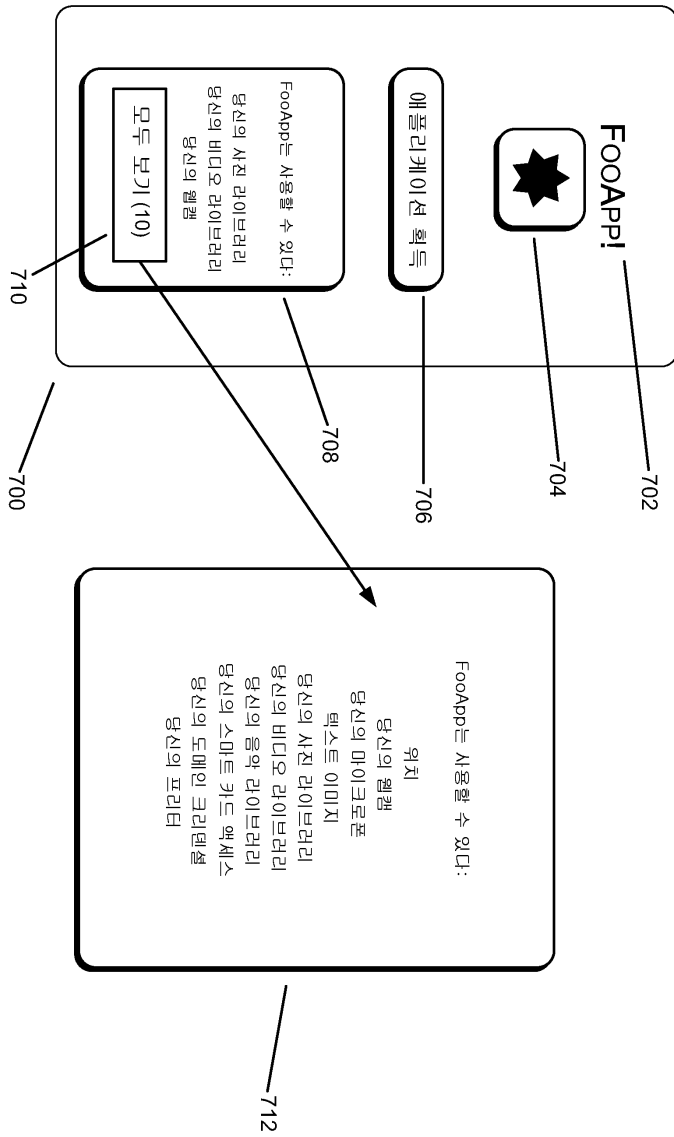 FOOAPP!
702
704
애플리케이션 획득
706
FooApp는 사용할 수 있다:
당신의 사진 라이브러리
당신의 비디오 라이브러리
당신의 웹캠
모두 보기 (10)
708
710
700
FooApp는 사용할 수 있다:
위치
당신의 웹캠
당신의 마이크로폰
텍스트 이미지
당신의 사진 라이브러리
당신의 비디오 라이브러리
당신의 음악 라이브러리
당신의 스마트 카드 액세스
당신의 도메인 크리덴셜
당신의 프린터
712